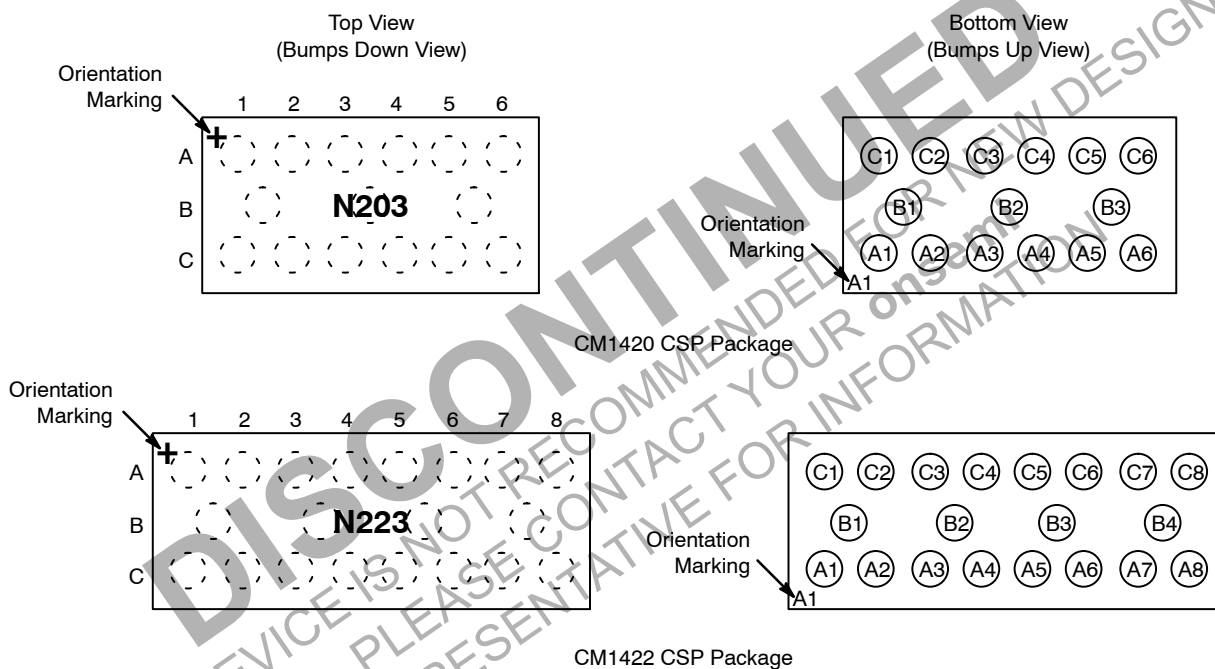 Top View
(Bumps Down View)
Bottom View
(Bumps Up View)
Orientation
Marking
1 2 3 4 5 6
+
A
B
C
N203
C1 C2 C3 C4 C5 C6
B1 B2 B3
A1 A2 A3 A4 A5 A6
Orientation
Marking
A1
CM1420 CSP Package
Orientation
Marking
1 2 3 4 5 6 7 8
+
A
B
C
N223
C1 C2 C3 C4 C5 C6 C7 C8
B1 B2 B3 B4
A1 A2 A3 A4 A5 A6 A7 A8
Orientation
Marking
A1
CM1422 CSP Package
DISCONTINUED
DEVICE IS NOT RECOMMENDED FOR NEW DESIGN
PLEASE CONTACT YOUR onsemi
REPRESENTATIVE FOR INFORMATION